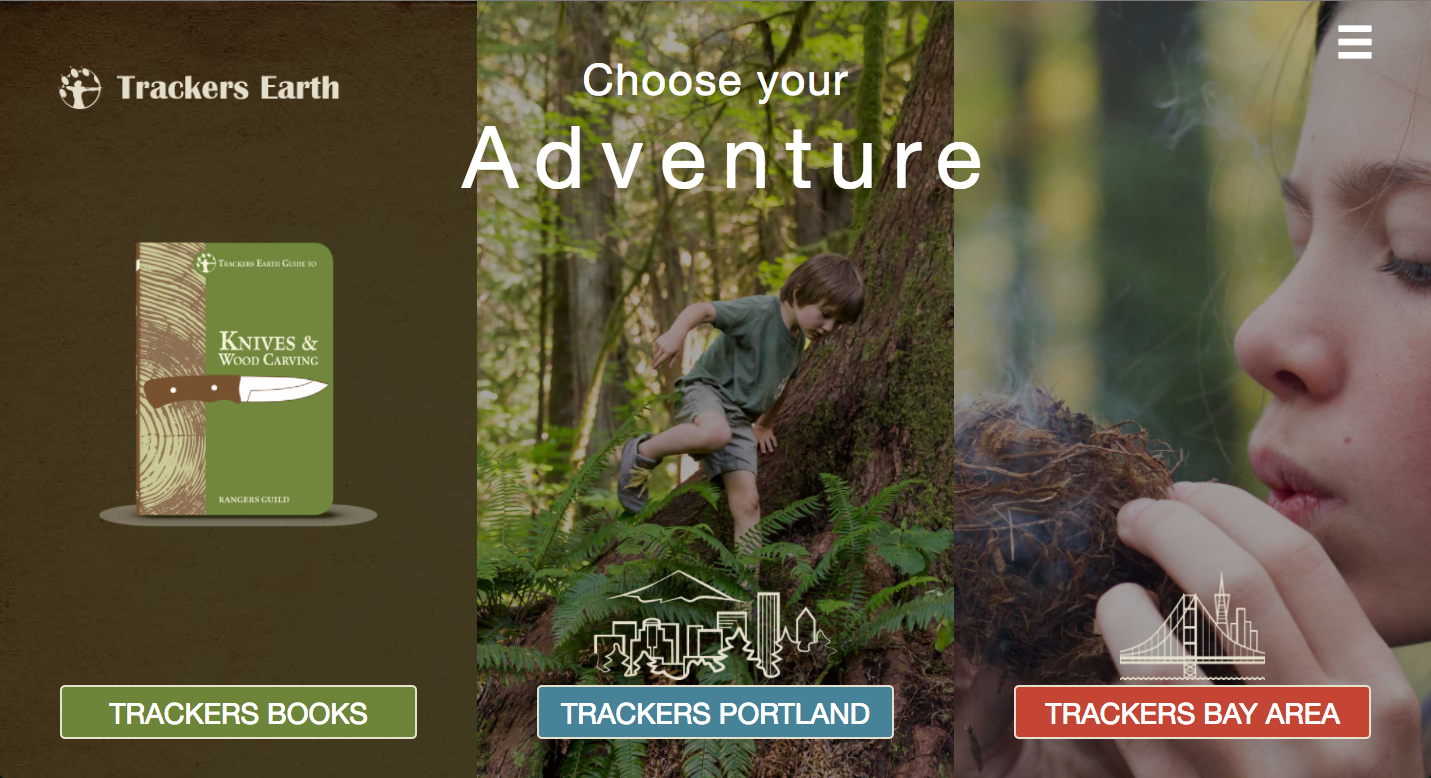 Trackers Earth
Choose your
Adventure
TRACKERS EARTH GUIDE TO
KNIVES &
WOOD CARVING
RANGERS GUILD
TRACKERS BOOKS
TRACKERS PORTLAND
TRACKERS BAY AREA